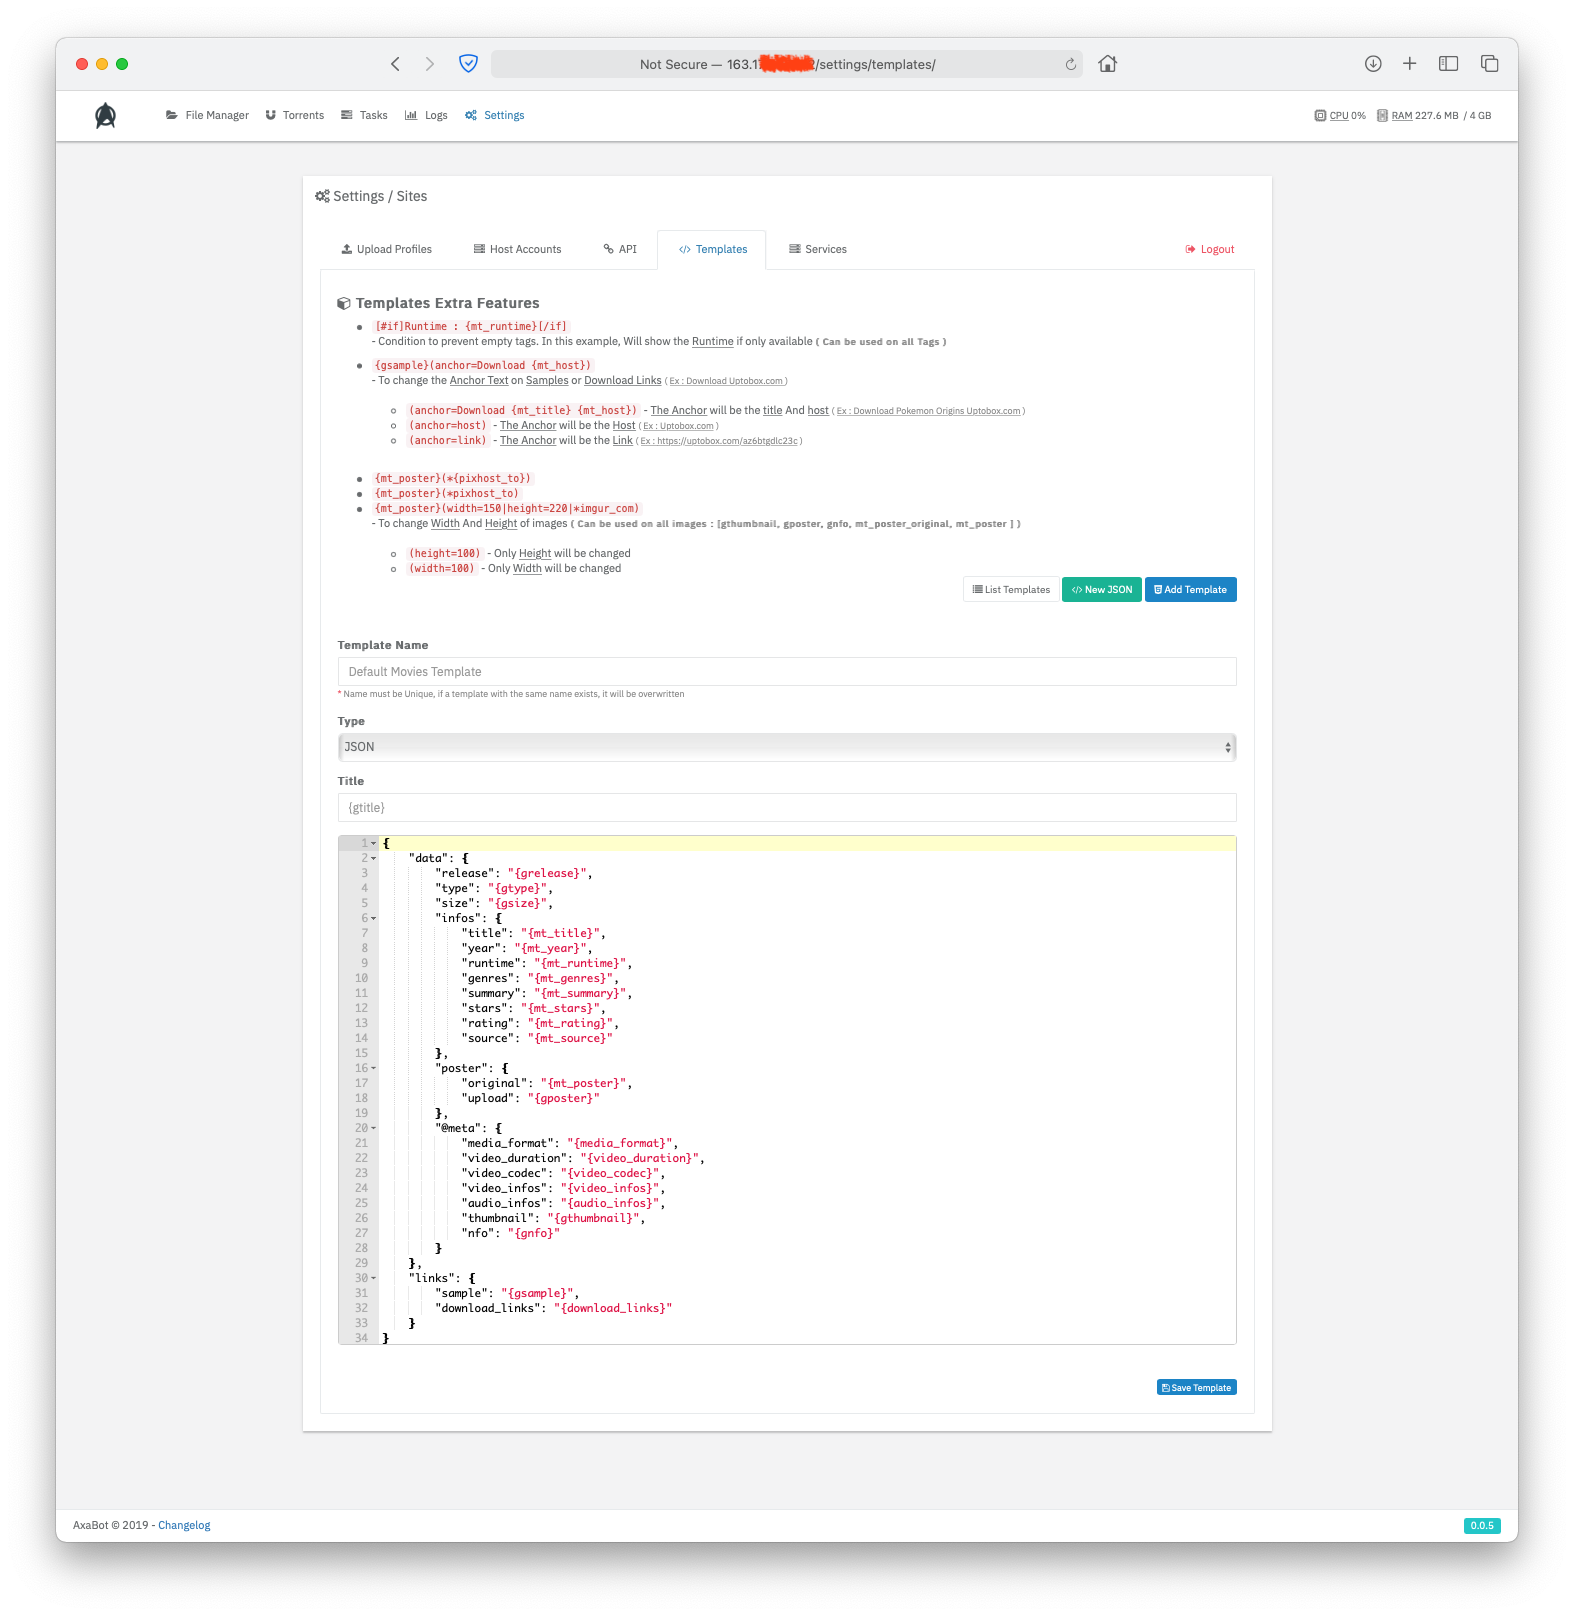 Not Secure — 163.1 /settings/templates/
File Manager Torrents Tasks Logs Settings CPU 0% RAM 227.6 MB / 4 GB
Settings / Sites
Upload Profiles Host Accounts API </> Templates Services Logout
Templates Extra Features
[#if]Runtime : {mt_runtime}[/if]
- Condition to prevent empty tags. In this example, Will show the Runtime if only available ( Can be used on all Tags )
{gsample}(anchor=Download {mt_host})
- To change the Anchor Text on Samples or Download Links ( Ex : Download Uptobox.com )
(anchor=Download {mt_title} {mt_host}) - The Anchor will be the title And host ( Ex : Download Pokemon Origins Uptobox.com )
(anchor=host) - The Anchor will be the Host ( Ex : Uptobox.com )
(anchor=link) - The Anchor will be the Link ( Ex : https://uptobox.com/az6btgdlc23c )
{mt_poster}(*{pixhost_to})
{mt_poster}(*pixhost_to)
{mt_poster}(width=150|height=220|*imgur_com)
- To change Width And Height of images ( Can be used on all images : [gthumbnail, gposter, gnfo, mt_poster_original, mt_poster ] )
(height=100) - Only Height will be changed
(width=100) - Only Width will be changed
List Templates </> New JSON Add Template
Template Name
Default Movies Template
* Name must be Unique, if a template with the same name exists, it will be overwritten
Type
JSON
Title
{gtitle}
1 {
2 "data": {
3 "release": "{grelease}",
4 "type": "{gtype}",
5 "size": "{gsize}",
6 "infos": {
7 "title": "{mt_title}",
8 "year": "{mt_year}",
9 "runtime": "{mt_runtime}",
10 "genres": "{mt_genres}",
11 "summary": "{mt_summary}",
12 "stars": "{mt_stars}",
13 "rating": "{mt_rating}",
14 "source": "{mt_source}"
15 },
16 "poster": {
17 "original": "{mt_poster}",
18 "upload": "{gposter}"
19 },
20 "@meta": {
21 "media_format": "{media_format}",
22 "video_duration": "{video_duration}",
23 "video_codec": "{video_codec}",
24 "video_infos": "{video_infos}",
25 "audio_infos": "{audio_infos}",
26 "thumbnail": "{gthumbnail}",
27 "nfo": "{gnfo}"
28 }
29 },
30 "links": {
31 "sample": "{gsample}",
32 "download_links": "{download_links}"
33 }
34 }
Save Template
AxaBot © 2019 - Changelog 0.0.5